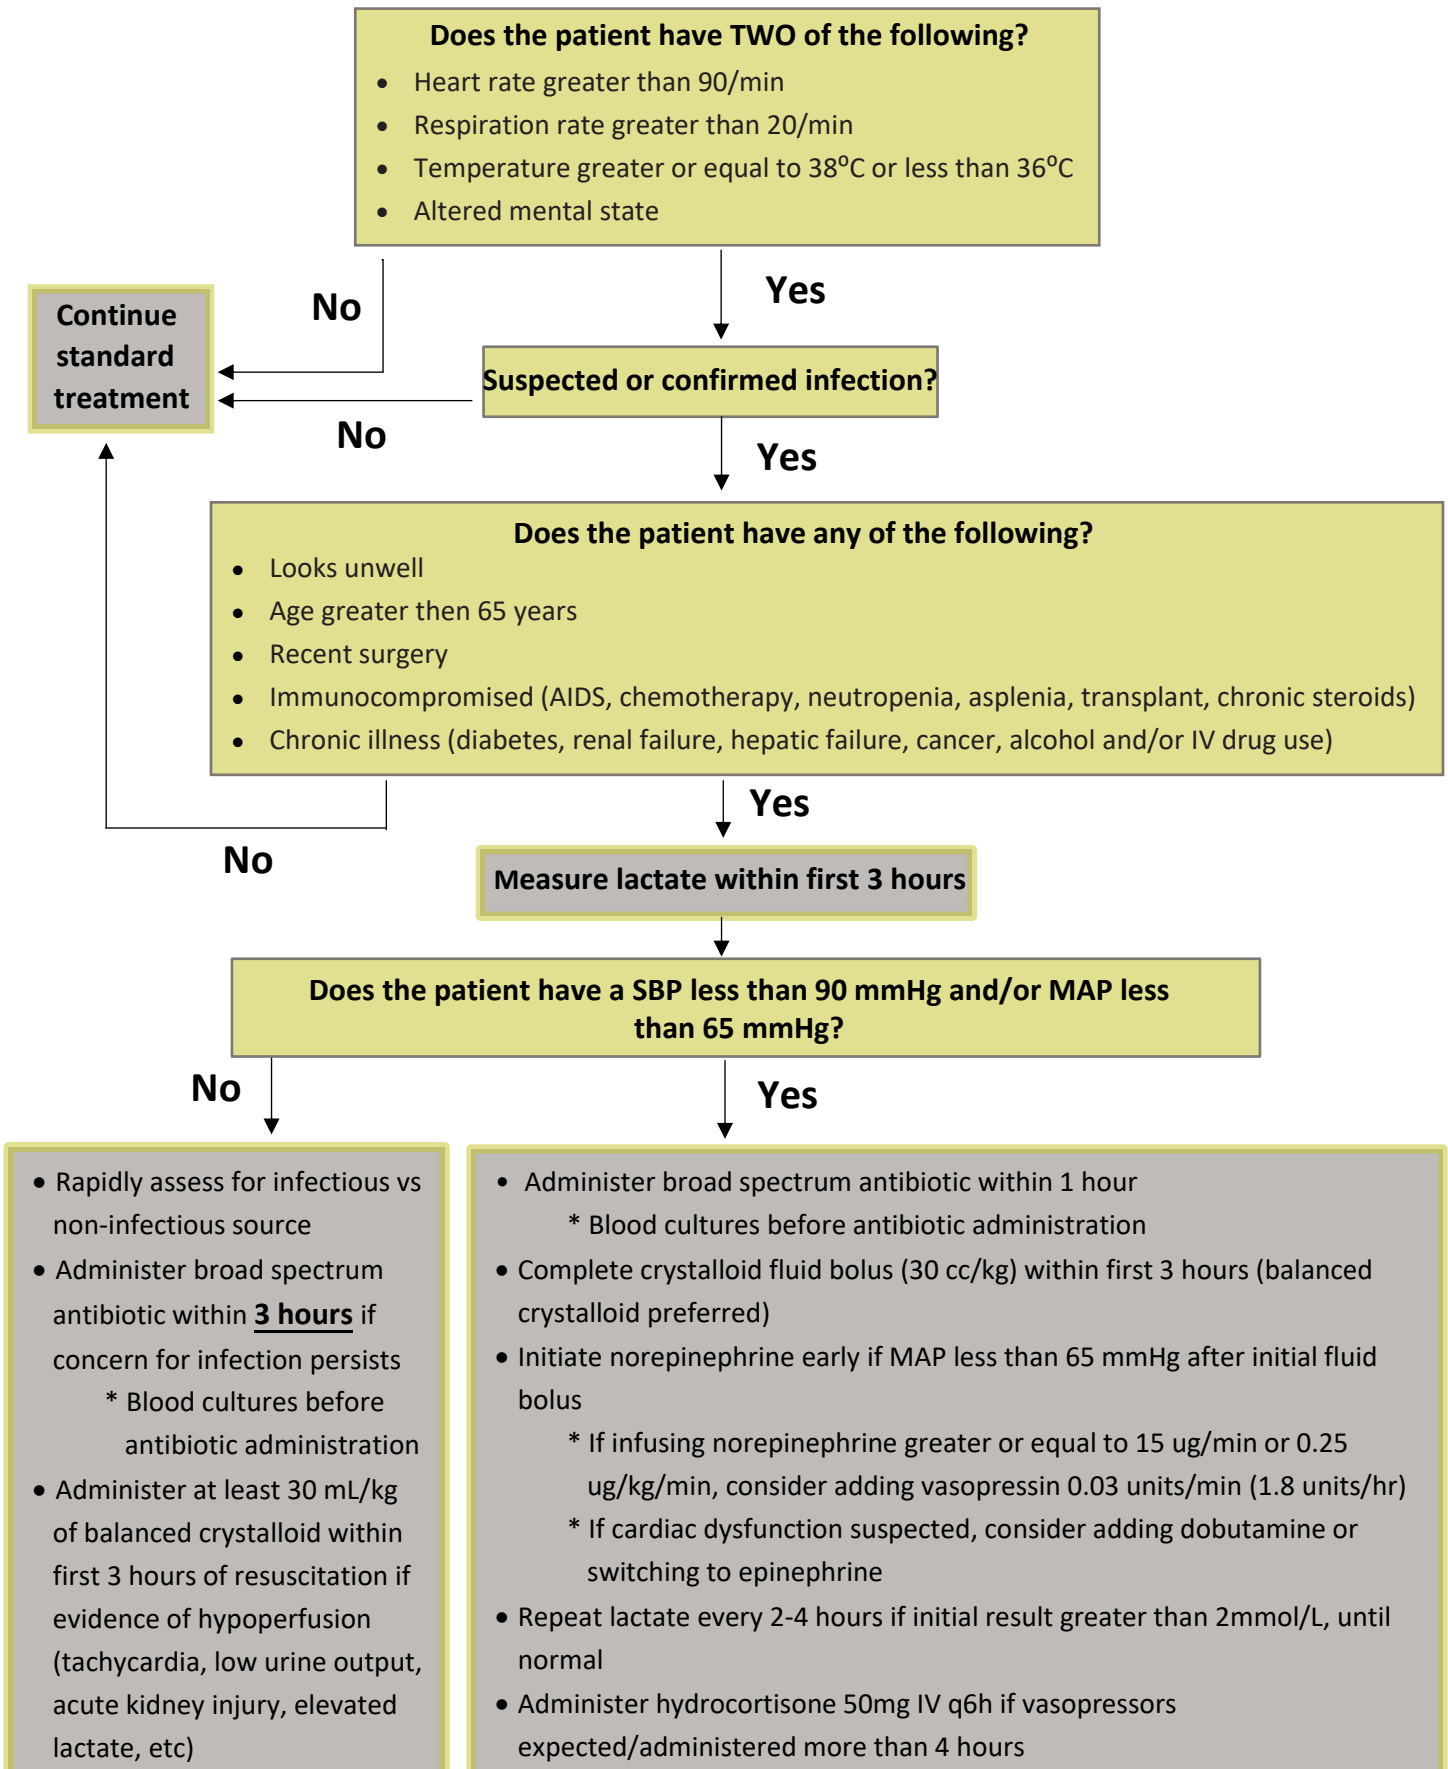 Does the patient have TWO of the following?
• Heart rate greater than 90/min
• Respiration rate greater than 20/min
• Temperature greater or equal to 38⁰C or less than 36⁰C
• Altered mental state
No
Yes
Continue
standard
treatment
Suspected or confirmed infection?
No
Yes
Does the patient have any of the following?
• Looks unwell
• Age greater then 65 years
• Recent surgery
• Immunocompromised (AIDS, chemotherapy, neutropenia, asplenia, transplant, chronic steroids)
• Chronic illness (diabetes, renal failure, hepatic failure, cancer, alcohol and/or IV drug use)
No
Yes
Measure lactate within first 3 hours
Does the patient have a SBP less than 90 mmHg and/or MAP less
than 65 mmHg?
No
Yes
• Rapidly assess for infectious vs
non-infectious source
• Administer broad spectrum
antibiotic within 3 hours if
concern for infection persists
* Blood cultures before
antibiotic administration
• Administer at least 30 mL/kg
of balanced crystalloid within
first 3 hours of resuscitation if
evidence of hypoperfusion
(tachycardia, low urine output,
acute kidney injury, elevated
lactate, etc)
• Administer broad spectrum antibiotic within 1 hour
* Blood cultures before antibiotic administration
• Complete crystalloid fluid bolus (30 cc/kg) within first 3 hours (balanced
crystalloid preferred)
• Initiate norepinephrine early if MAP less than 65 mmHg after initial fluid
bolus
* If infusing norepinephrine greater or equal to 15 ug/min or 0.25
ug/kg/min, consider adding vasopressin 0.03 units/min (1.8 units/hr)
* If cardiac dysfunction suspected, consider adding dobutamine or
switching to epinephrine
• Repeat lactate every 2-4 hours if initial result greater than 2mmol/L, until
normal
• Administer hydrocortisone 50mg IV q6h if vasopressors
expected/administered more than 4 hours